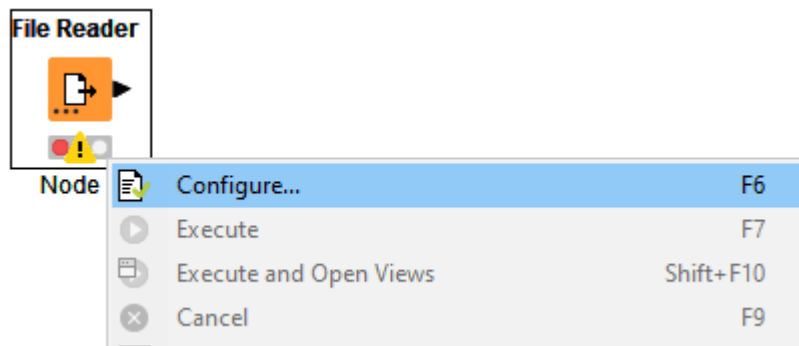 File Reader
Node
Configure... F6
Execute F7
Execute and Open Views Shift+F10
Cancel F9